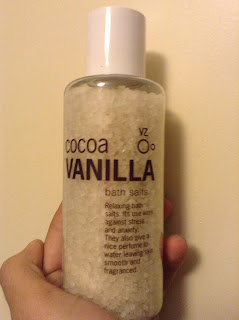 YZ
cocoa
VANILLA
bath salts
Relaxing bath
salts. Its use works
against stress
and anxiety.
They also give a
nice perfume to
water leaving skin
smooth and
fragranced.